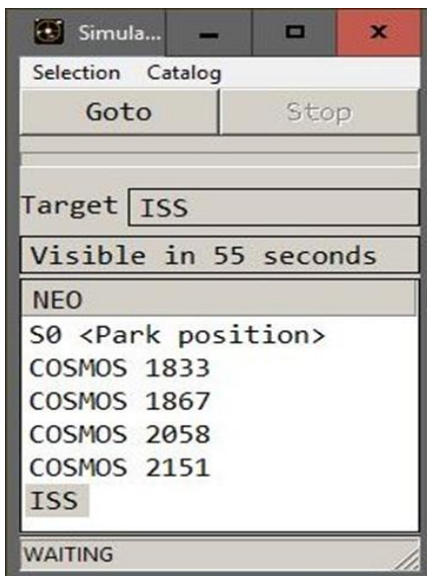 Simula...
Selection Catalog
Goto Stop
Target ISS
Visible in 55 seconds
NEO
S0 <Park position>
COSMOS 1833
COSMOS 1867
COSMOS 2058
COSMOS 2151
ISS
WAITING